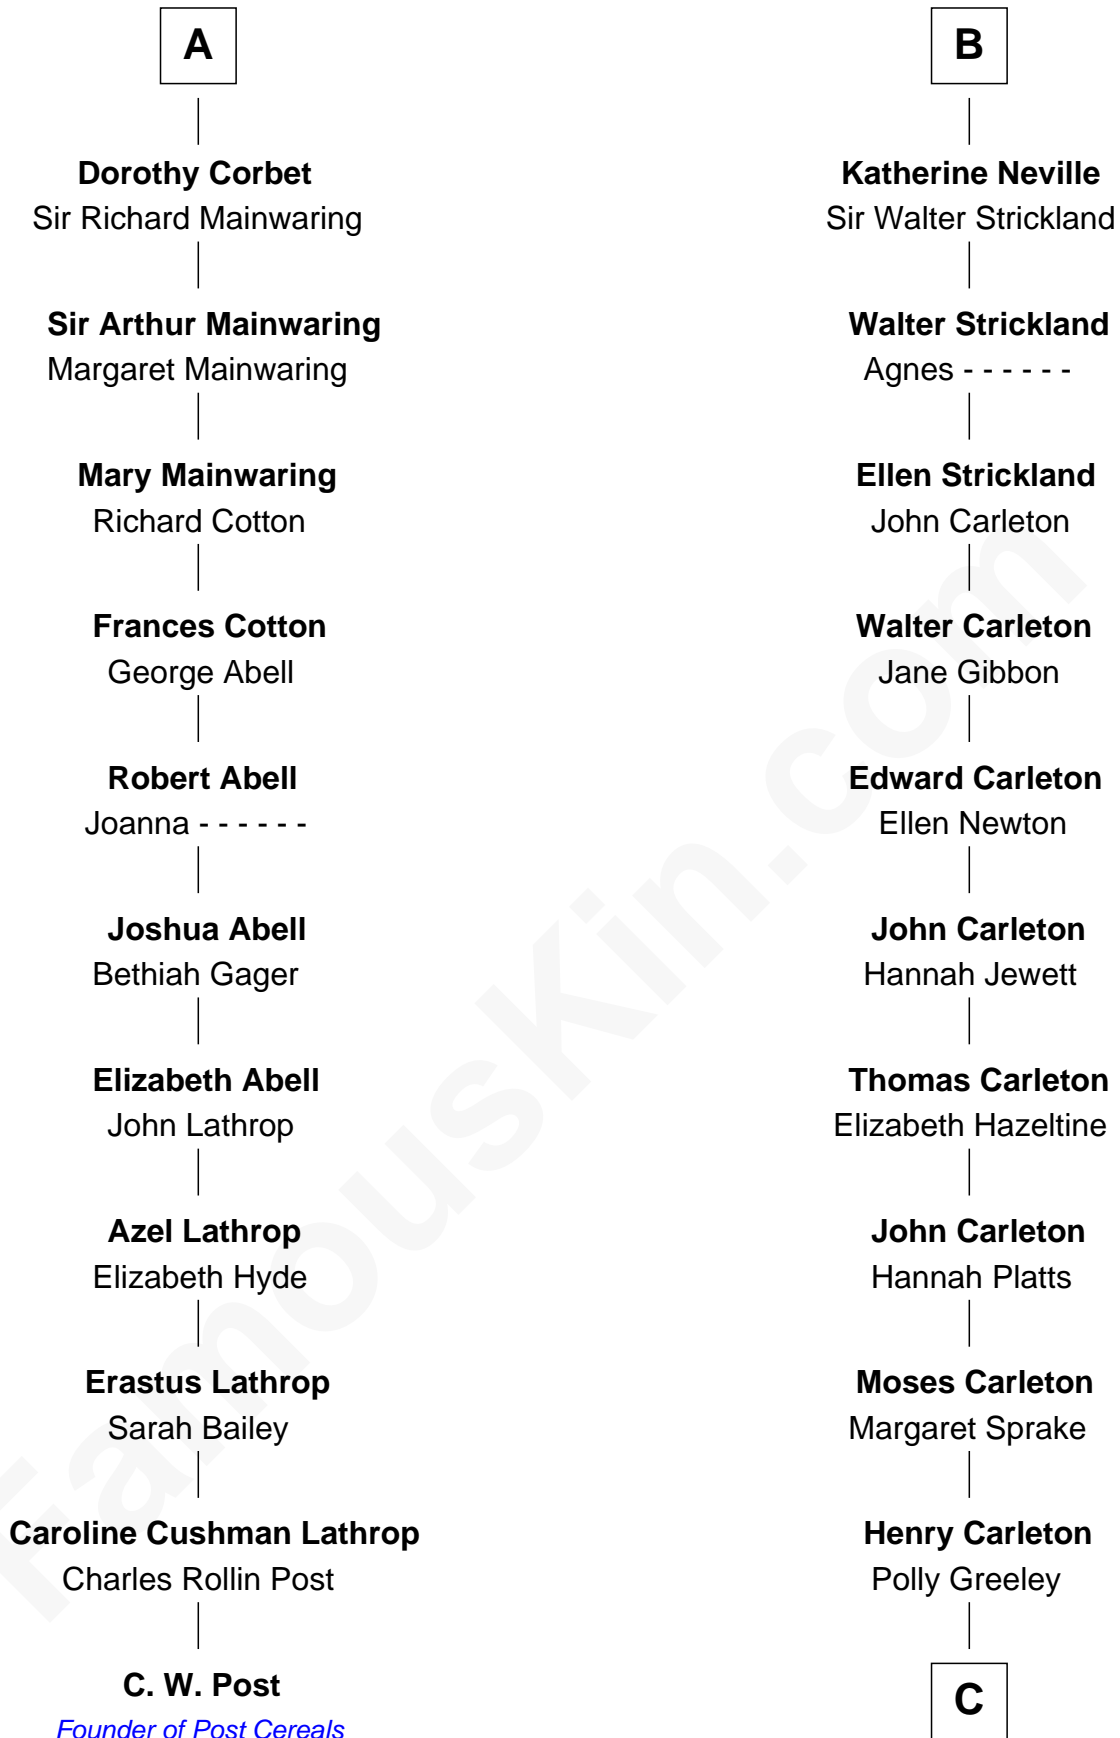 A
Dorothy Corbet
Sir Richard Mainwaring
Sir Arthur Mainwaring
Margaret Mainwaring
Mary Mainwaring
Richard Cotton
Frances Cotton
George Abell
Robert Abell
Joanna - - - - - -
Joshua Abell
Bethiah Gager
Elizabeth Abell
John Lathrop
Azel Lathrop
Elizabeth Hyde
Erastus Lathrop
Sarah Bailey
Caroline Cushman Lathrop
Charles Rollin Post
C. W. Post
Founder of Post Cereals
B
Katherine Neville
Sir Walter Strickland
Walter Strickland
Agnes - - - - - -
Ellen Strickland
John Carleton
Walter Carleton
Jane Gibbon
Edward Carleton
Ellen Newton
John Carleton
Hannah Jewett
Thomas Carleton
Elizabeth Hazeltine
John Carleton
Hannah Platts
Moses Carleton
Margaret Sprake
Henry Carleton
Polly Greeley
C
FamousKin.com